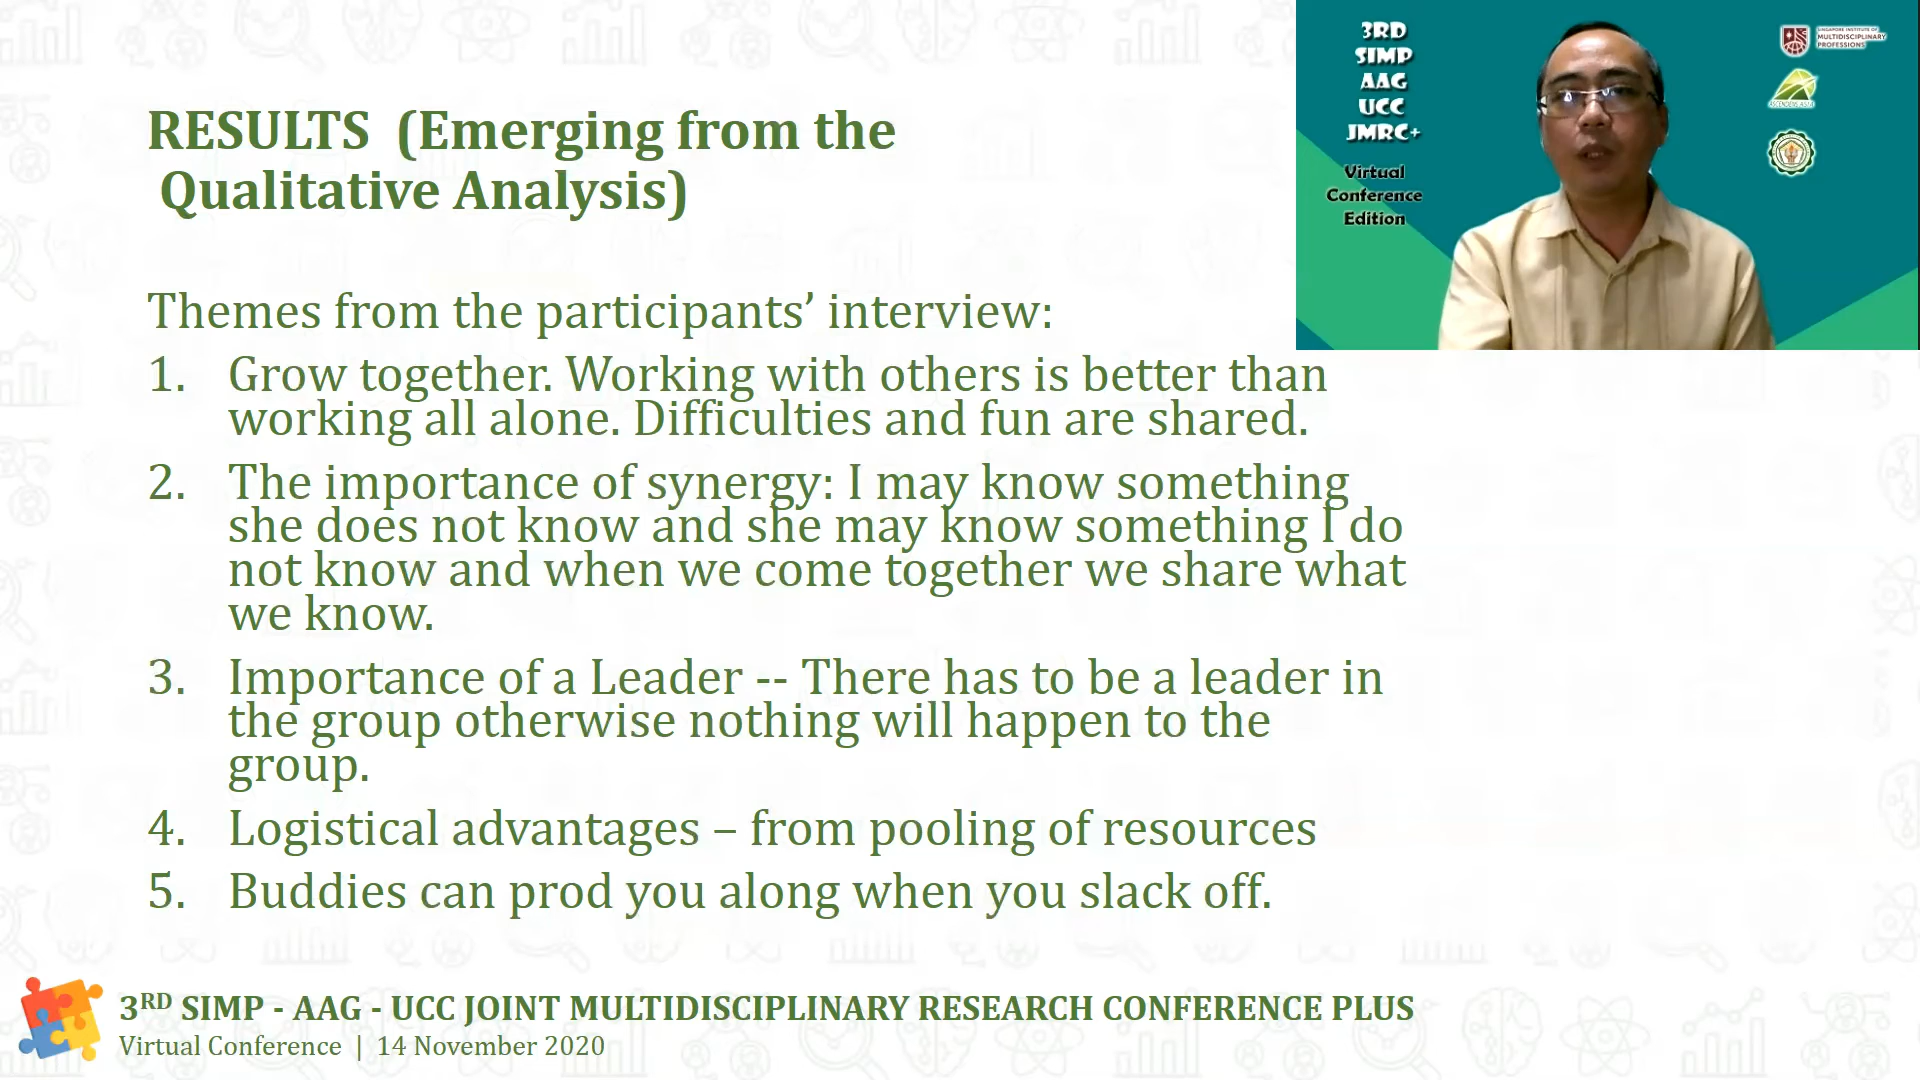 RESULTS (Emerging from the
Qualitative Analysis)
Themes from the participants’ interview:
1. Grow together. Working with others is better than
working all alone. Difficulties and fun are shared.
2. The importance of synergy: I may know something
she does not know and she may know something I do
not know and when we come together we share what
we know.
3. Importance of a Leader -- There has to be a leader in
the group otherwise nothing will happen to the
group.
4. Logistical advantages – from pooling of resources
5. Buddies can prod you along when you slack off.
3RD
SIMP
AAG
UCC
JMRC+
Virtual
Conference
Edition
SINGAPORE INSTITUTE OF
MULTIDISCIPLINARY
PROFESSIONS
3RD SIMP - AAG - UCC JOINT MULTIDISCIPLINARY RESEARCH CONFERENCE PLUS
Virtual Conference | 14 November 2020